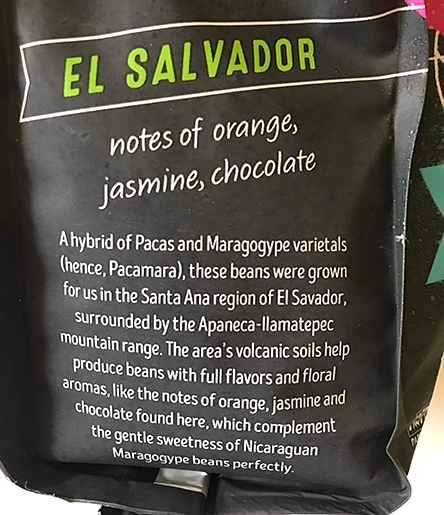 EL SALVADOR
notes of orange,
jasmine, chocolate
A hybrid of Pacas and Maragogype varietals
(hence, Pacamara), these beans were grown
for us in the Santa Ana region of El Savador,
surrounded by the Apaneca-Ilamatepec
mountain range. The area's volcanic soils help
produce beans with full flavors and floral
aromas, like the notes of orange, jasmine and
chocolate found here, which complement
the gentle sweetness of Nicaraguan
Maragogype beans perfectly.